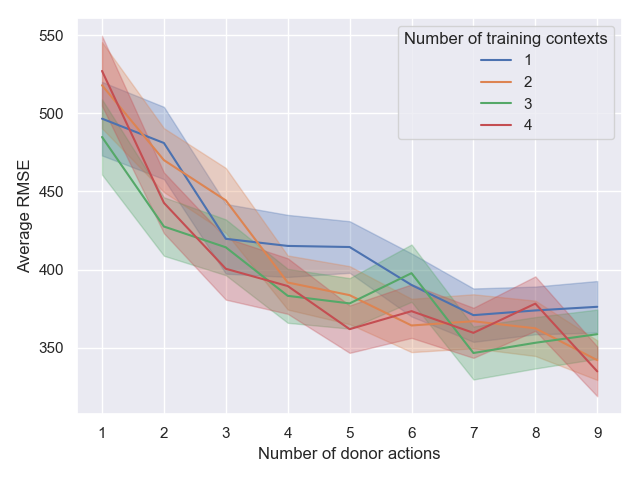 Number of training contexts
1
2
3
4
550
500
450
400
350
Average RMSE
1 2 3 4 5 6 7 8 9
Number of donor actions